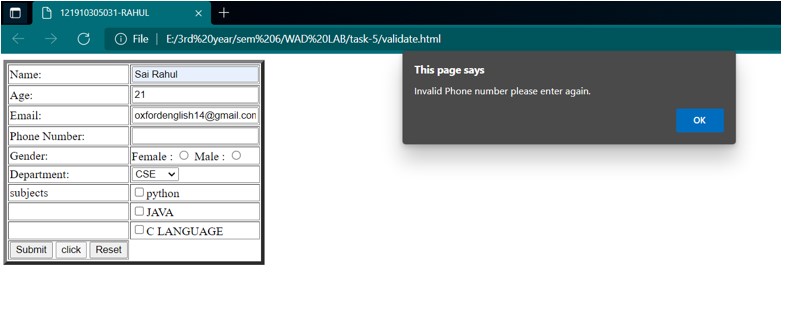 121910305031-RAHUL
File | E:/3rd%20year/sem%206/WAD%20LAB/task-5/validate.html
This page says
Invalid Phone number please enter again.
OK
Name: Sai Rahul
Age: 21
Email: oxfordenglish14@gmail.com
Phone Number:
Gender: Female : Male :
Department: CSE
subjects python
JAVA
C LANGUAGE
Submit click Reset